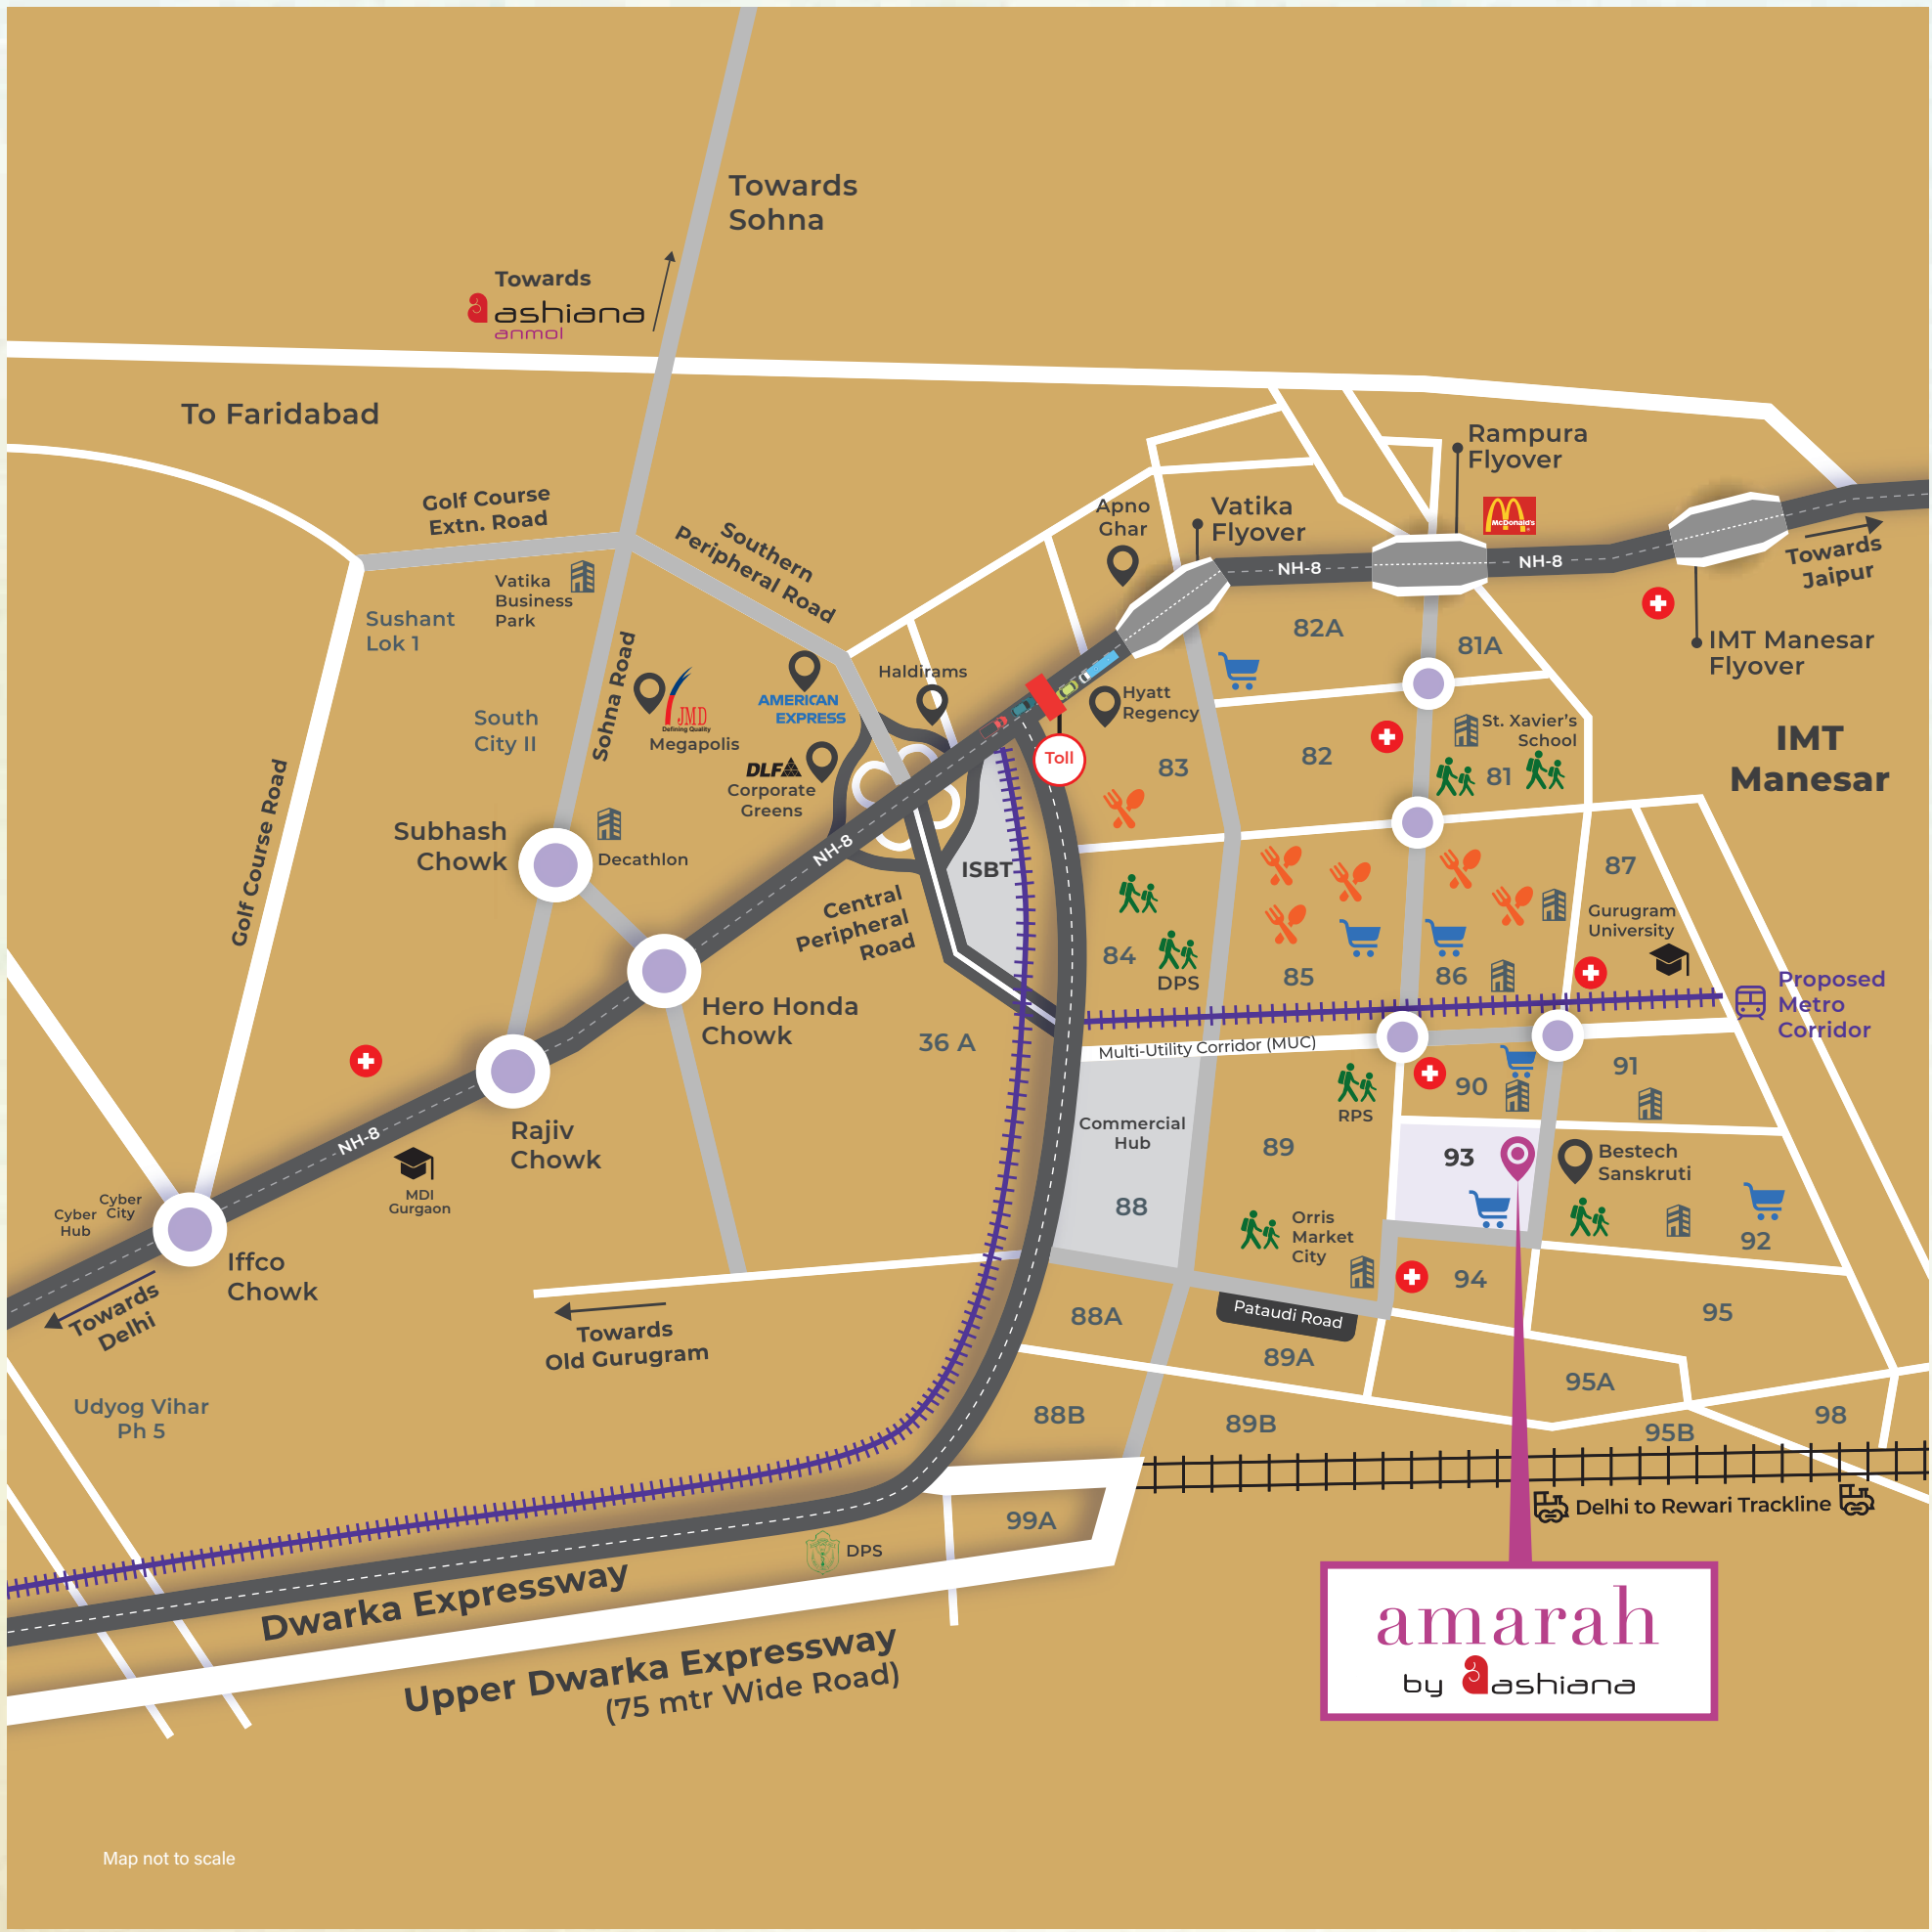 Towards
Sohna
Towards
ashiana
anmol
To Faridabad
Golf Course
Extn. Road
Southern
Peripheral Road
Rampura
Flyover
McDonald's
Apno
Ghar
Vatika
Flyover
NH-8
NH-8
Towards
Jaipur
Vatika
Business
Park
Sushant
Lok 1
Sohna Road
82A
81A
IMT Manesar
Flyover
Haldirams
AMERICAN
EXPRESS
JMD
Defining Quality
Megapolis
South
City II
Hyatt
Regency
St. Xavier's
School
IMT
Manesar
Toll
83
82
81
DLF
Corporate
Greens
Golf Course Road
Subhash
Chowk
Decathlon
NH-8
ISBT
87
Central
Peripheral
Road
Gurugram
University
84
DPS
85
86
Proposed
Metro
Corridor
Hero Honda
Chowk
36 A
Multi-Utility Corridor (MUC)
90
91
RPS
Rajiv
Chowk
NH-8
Commercial
Hub
89
93
Bestech
Sanskruti
MDI
Gurgaon
Cyber
City
Cyber
Hub
88
Orris
Market
City
92
Iffco
Chowk
94
Towards
Delhi
Towards
Old Gurugram
88A
Pataudi Road
95
89A
95A
Udyog Vihar
Ph 5
88B
89B
95B
98
Delhi to Rewari Trackline
99A
DPS
Dwarka Expressway
Upper Dwarka Expressway
(75 mtr Wide Road)
amarah
by ashiana
Map not to scale